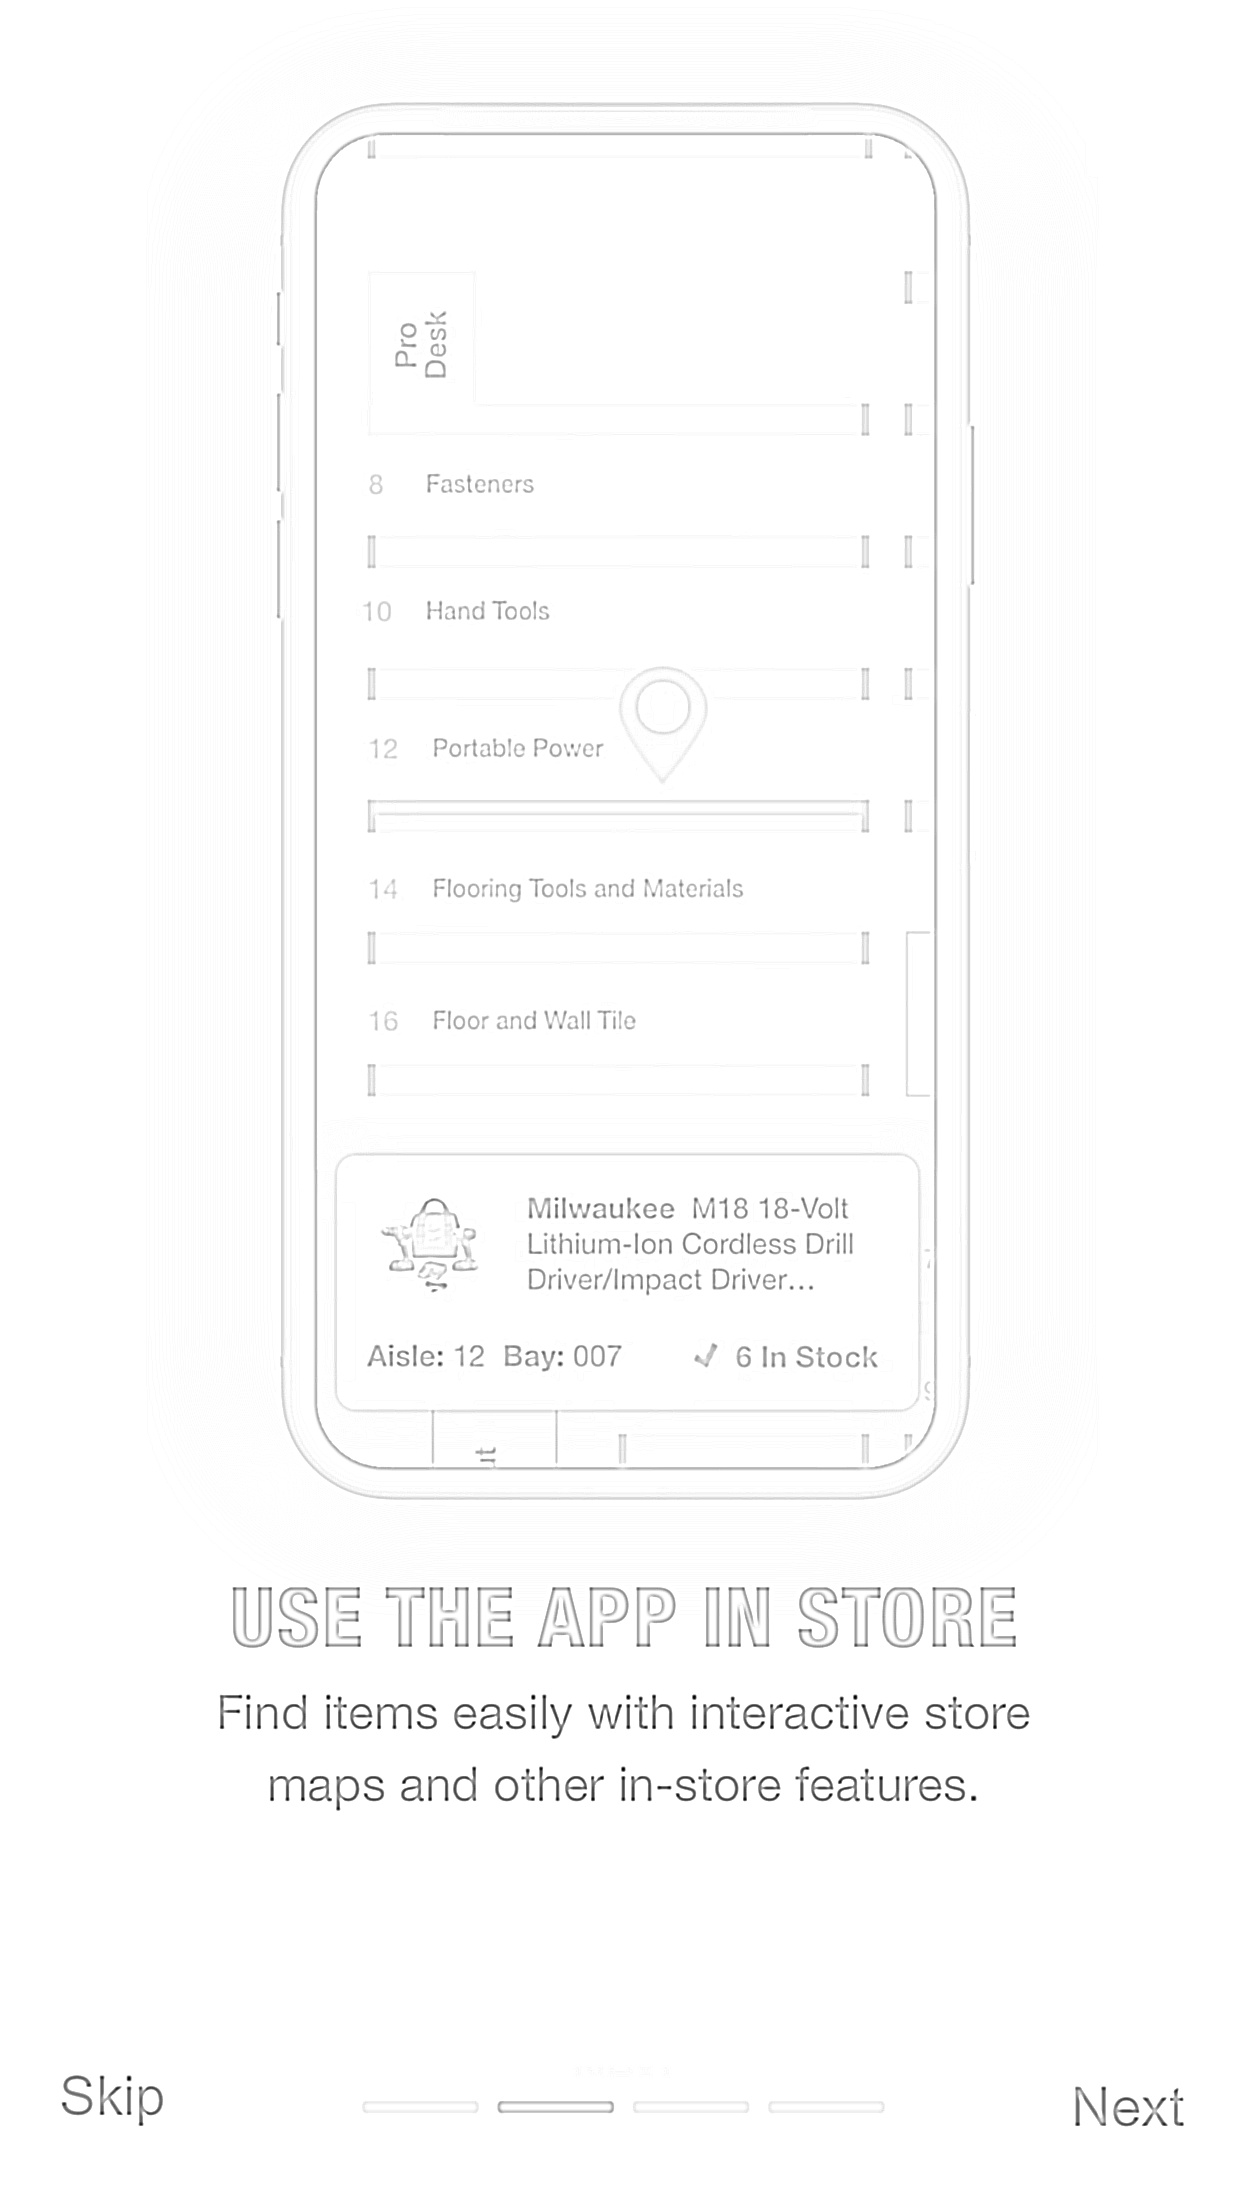 Pro
Desk
8 Fasteners
10 Hand Tools
12 Portable Power
14 Flooring Tools and Materials
16 Floor and Wall Tile
Milwaukee M18 18-Volt
Lithium-Ion Cordless Drill
Driver/Impact Driver...
Aisle: 12 Bay: 007 6 In Stock
USE THE APP IN STORE
Find items easily with interactive store
maps and other in-store features.
Skip
Next